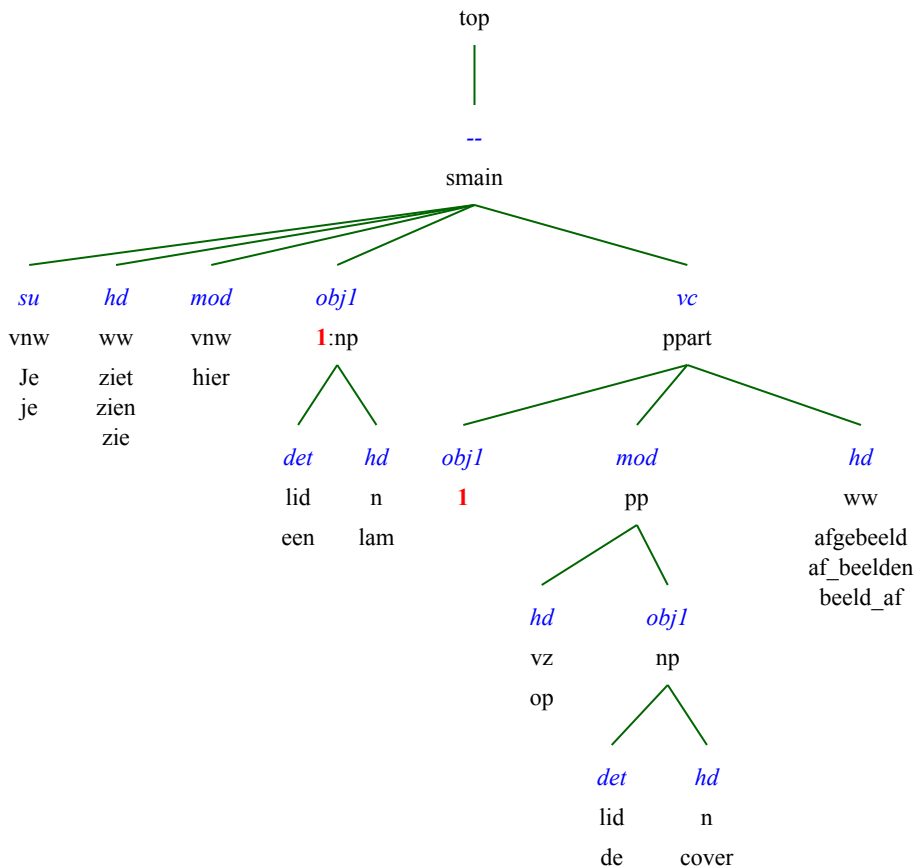 top
--
smain
su hd mod obj1 vc
vnw ww vnw 1:np ppart
Je ziet hier
je zien
zie
det hd obj1 mod hd
lid n 1 pp ww
een lam afgebeeld
af_beelden
beeld_af
hd obj1
vz np
op
det hd
lid n
de cover